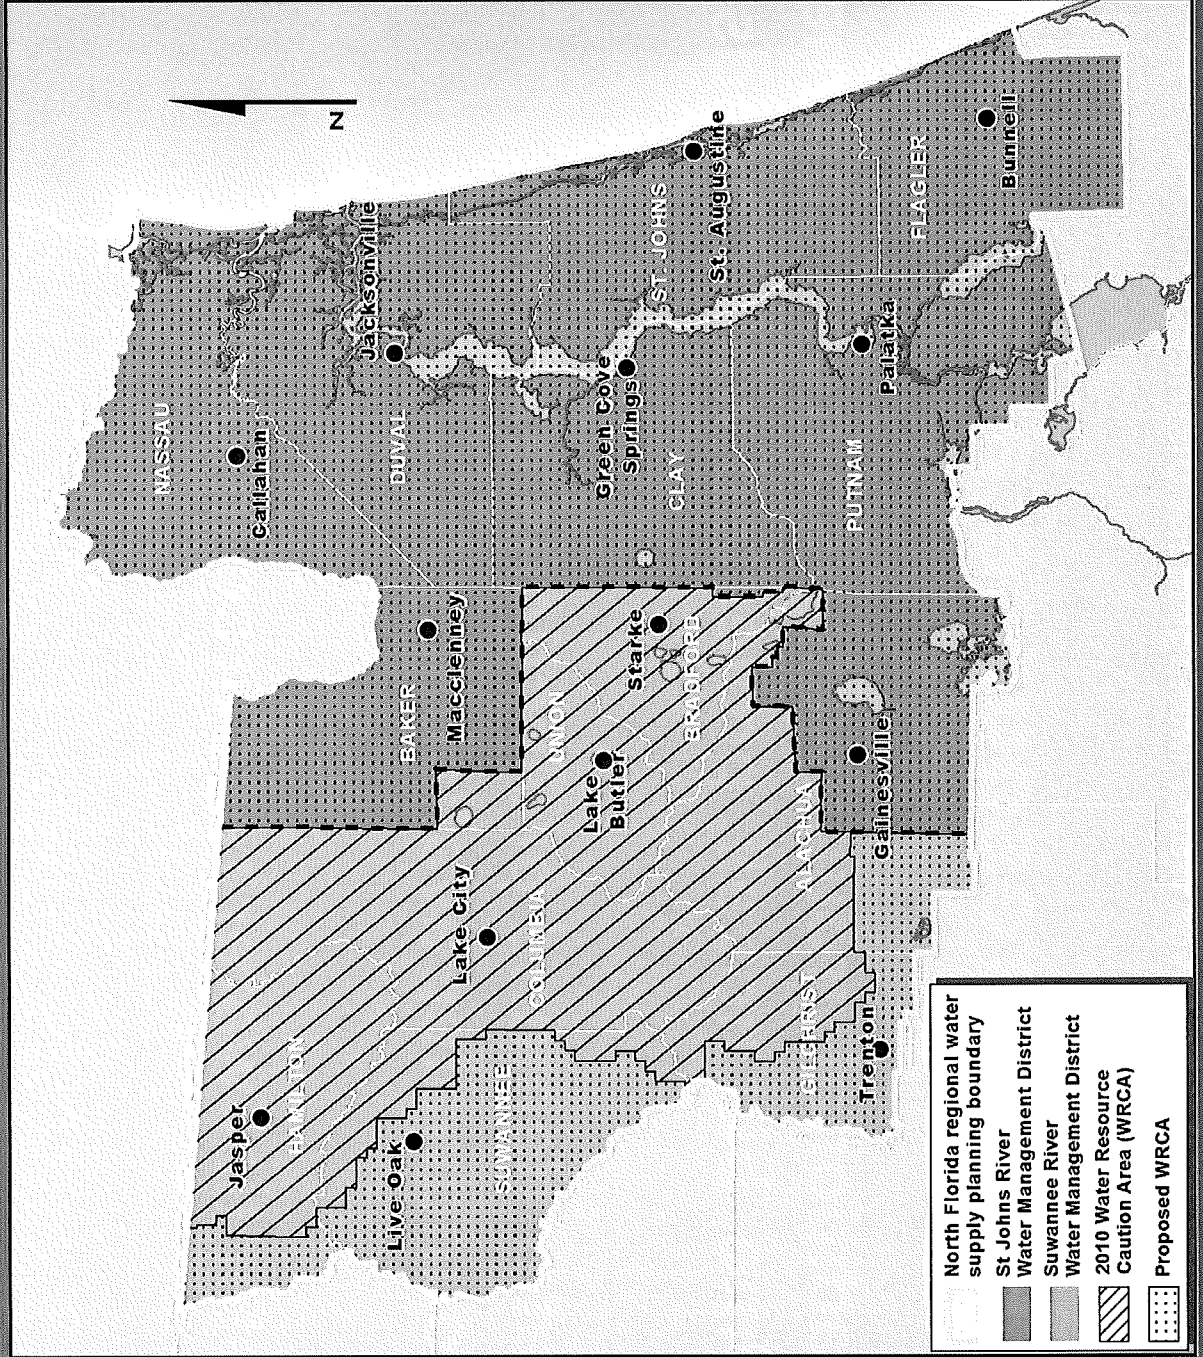 N
NASSAU
Callahan
Jacksonville
DUVAL
BAKER
Macclenney
Jasper
HAMILTON
Live Oak
Lake City
COLUMBIA
SUWANNEE
UNION
Lake
Butler
Starke
BRADFORD
Green Cove
Springs
CLAY
ST. JOHNS
St. Augustine
PUTNAM
Palatka
FLAGLER
Bunnell
ALACHUA
Gainesville
GILCHRIST
Trenton
North Florida regional water
supply planning boundary
St Johns River
Water Management District
Suwannee River
Water Management District
2010 Water Resource
Caution Area (WRCA)
Proposed WRCA